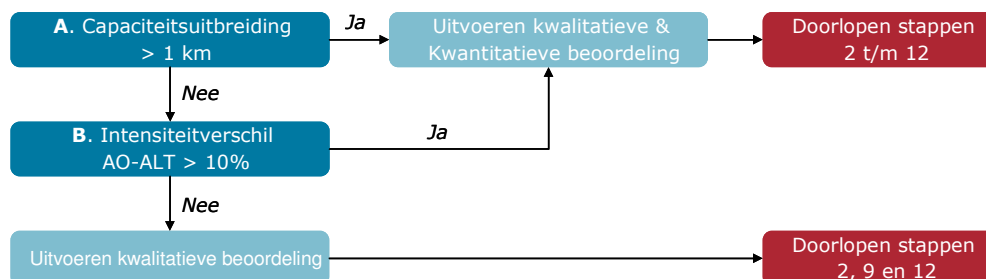 A. Capaciteitsuitbreiding
> 1 km
Ja
Uitvoeren kwalitatieve &
Kwantitatieve beoordeling
Doorlopen stappen
2 t/m 12
Nee
B. Intensiteitverschil
AO-ALT > 10%
Ja
Nee
Uitvoeren kwalitatieve beoordeling
Doorlopen stappen
2, 9 en 12